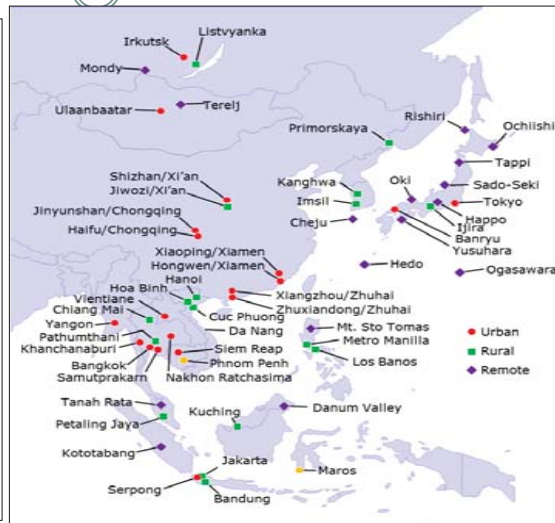 Listvyanka
Irkutsk
Mondy
Terelj
Ulaanbaatar
Rishiri
Ochiishi
Primorskaya
Tappi
Shizhan/Xi'an
Jiwozi/Xi'an
Kanghwa
Oki
Sado-Seki
Imsil
Tokyo
Jinyunshan/Chongqing
Cheju
Happo
Haifu/Chongqing
Ijira
Banryu
Xiaoping/Xiamen
Yusuhara
Hongwen/Xiamen
Hedo
Hanoi
Ogasawara
Hoa Binh
Xiangzhou/Zhuhai
Vientiane
Zhuxiandong/Zhuhai
Chiang Mai
Cuc Phuong
Yangon
Da Nang
Mt. Sto Tomas
Urban
Pathumthani
Metro Manilla
Khanchanaburi
Siem Reap
Rural
Bangkok
Phnom Penh
Los Banos
Samutprakarn
Nakhon Ratchasima
Remote
Tanah Rata
Kuching
Danum Valley
Petaling Jaya
Kototabang
Jakarta
Maros
Serpong
Bandung